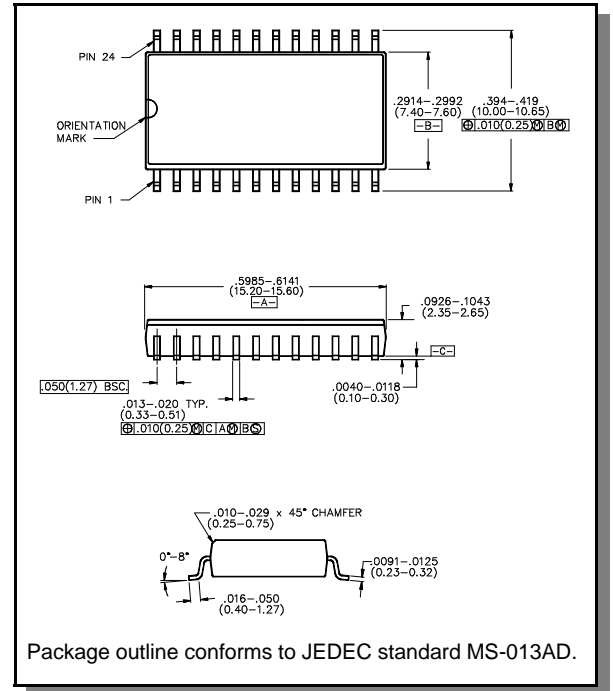 PIN 24
ORIENTATION
MARK
PIN 1
.2914–.2992
(7.40–7.60)
-B-
.394–.419
(10.00–10.65)
⌖ .010(0.25)Ⓜ B Ⓜ
.5985–.6141
(15.20–15.60)
-A-
.0926–.1043
(2.35–2.65)
-C-
.050(1.27) BSC.
.013–.020 TYP.
(0.33–0.51)
⌖ .010(0.25)Ⓜ C A Ⓜ B Ⓢ
.0040–.0118
(0.10–0.30)
.010–.029 x 45° CHAMFER
(0.25–0.75)
0°–8°
.0091–.0125
(0.23–0.32)
.016–.050
(0.40–1.27)
Package outline conforms to JEDEC standard MS-013AD.